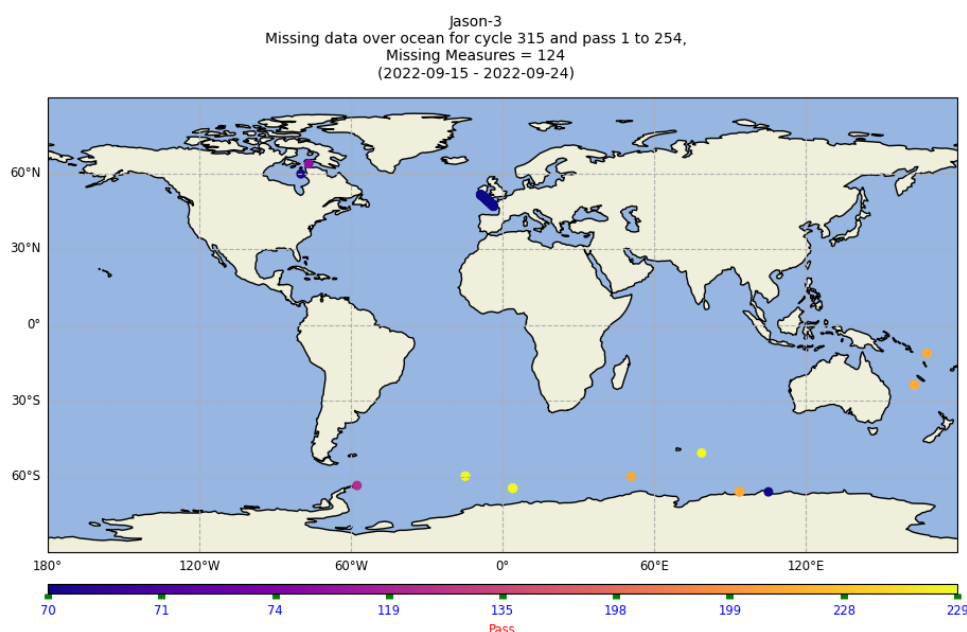 Jason-3
Missing data over ocean for cycle 315 and pass 1 to 254,
Missing Measures = 124
(2022-09-15 - 2022-09-24)
60°N
30°N
0°
30°S
60°S
180° 120°W 60°W 0° 60°E 120°E
70 71 74 119 135 198 199 228 229
Pass